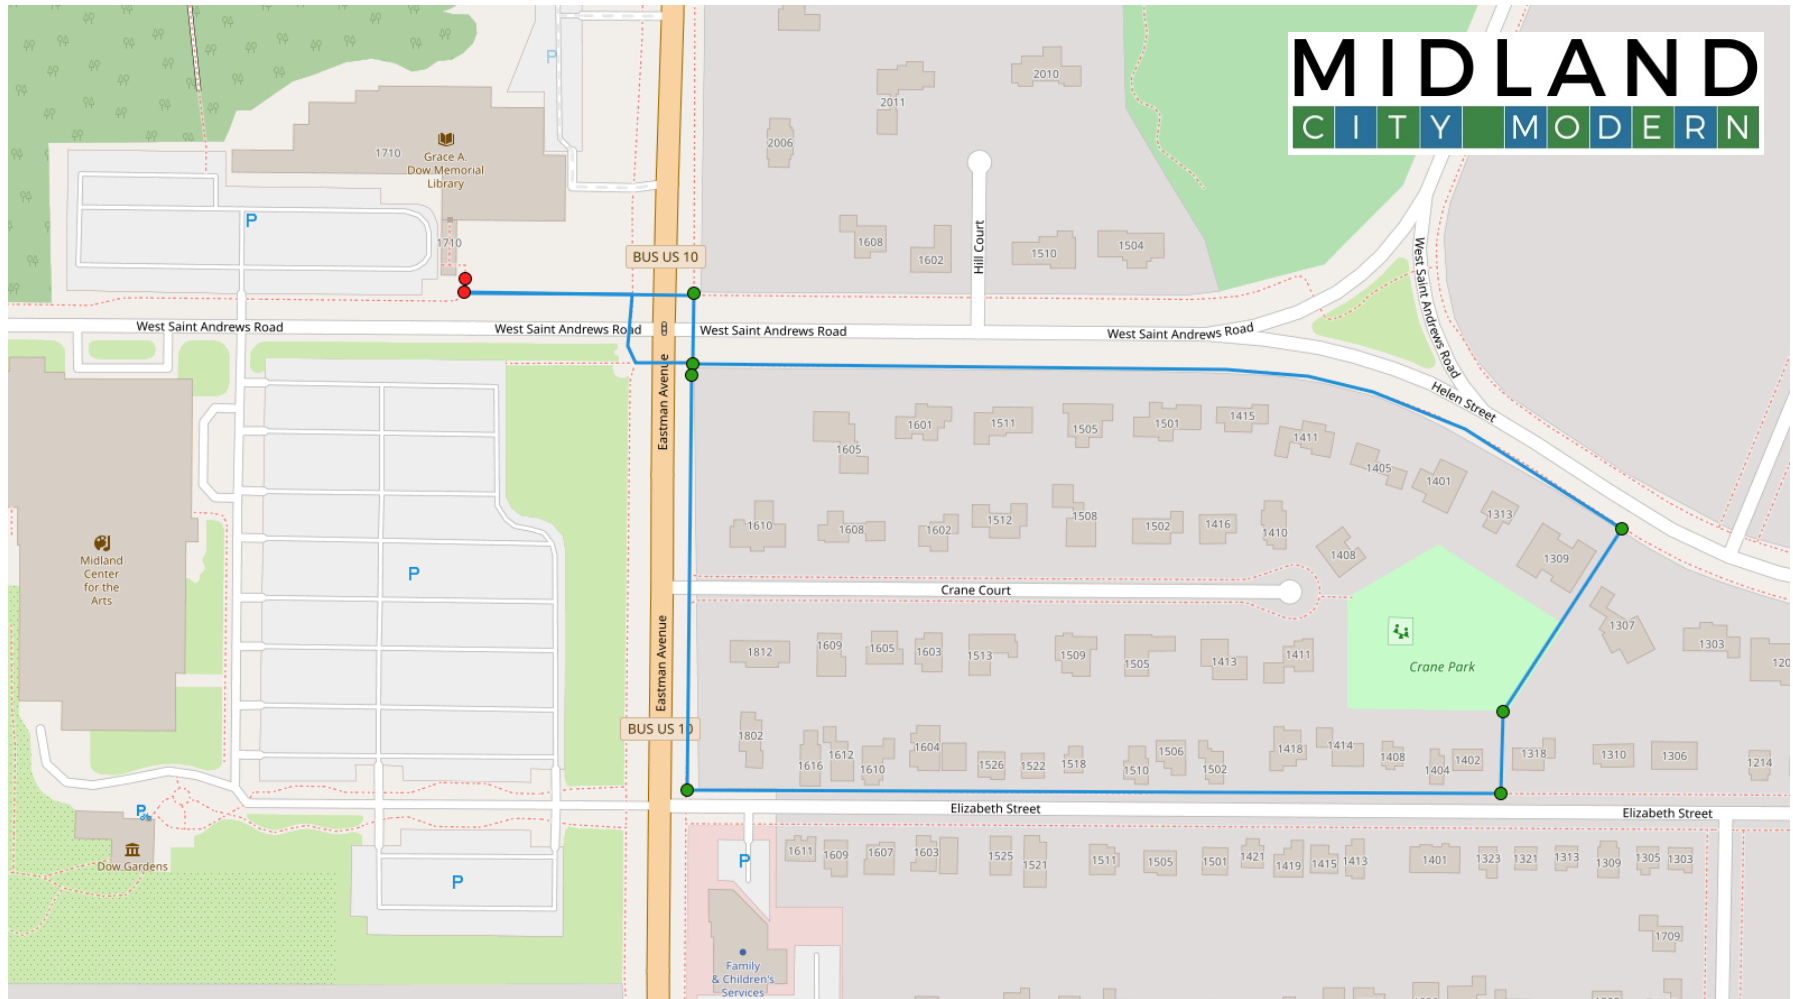 MIDLAND
CITY MODERN
P
2010
2011
2006
1710
Grace A.
Dow Memorial
Library
P
1710
1608
1602
Hill Court
1510
1504
BUS US 10
West Saint Andrews Road
West Saint Andrews Road
West Saint Andrews Road
West Saint Andrews Road
West Saint Andrews Road
Helen Street
Eastman Avenue
1605
1601
1511
1505
1501
1415
1411
1405
1401
1313
1309
1610
1608
1602
1512
1508
1502
1416
1410
1408
Midland
Center
for the
Arts
P
Crane Court
Eastman Avenue
1812
1609
1605
1603
1513
1509
1505
1413
1411
Crane Park
1307
1303
120
BUS US 10
1802
1616
1612
1610
1604
1526
1522
1518
1510
1506
1502
1418
1414
1408
1404
1402
1318
1310
1306
1214
P
Elizabeth Street
Elizabeth Street
Dow Gardens
P
P
1611
1609
1607
1603
1525
1521
1511
1505
1501
1421
1419
1415
1413
1401
1323
1321
1313
1309
1305
1303
1709
Family
& Children's
Services